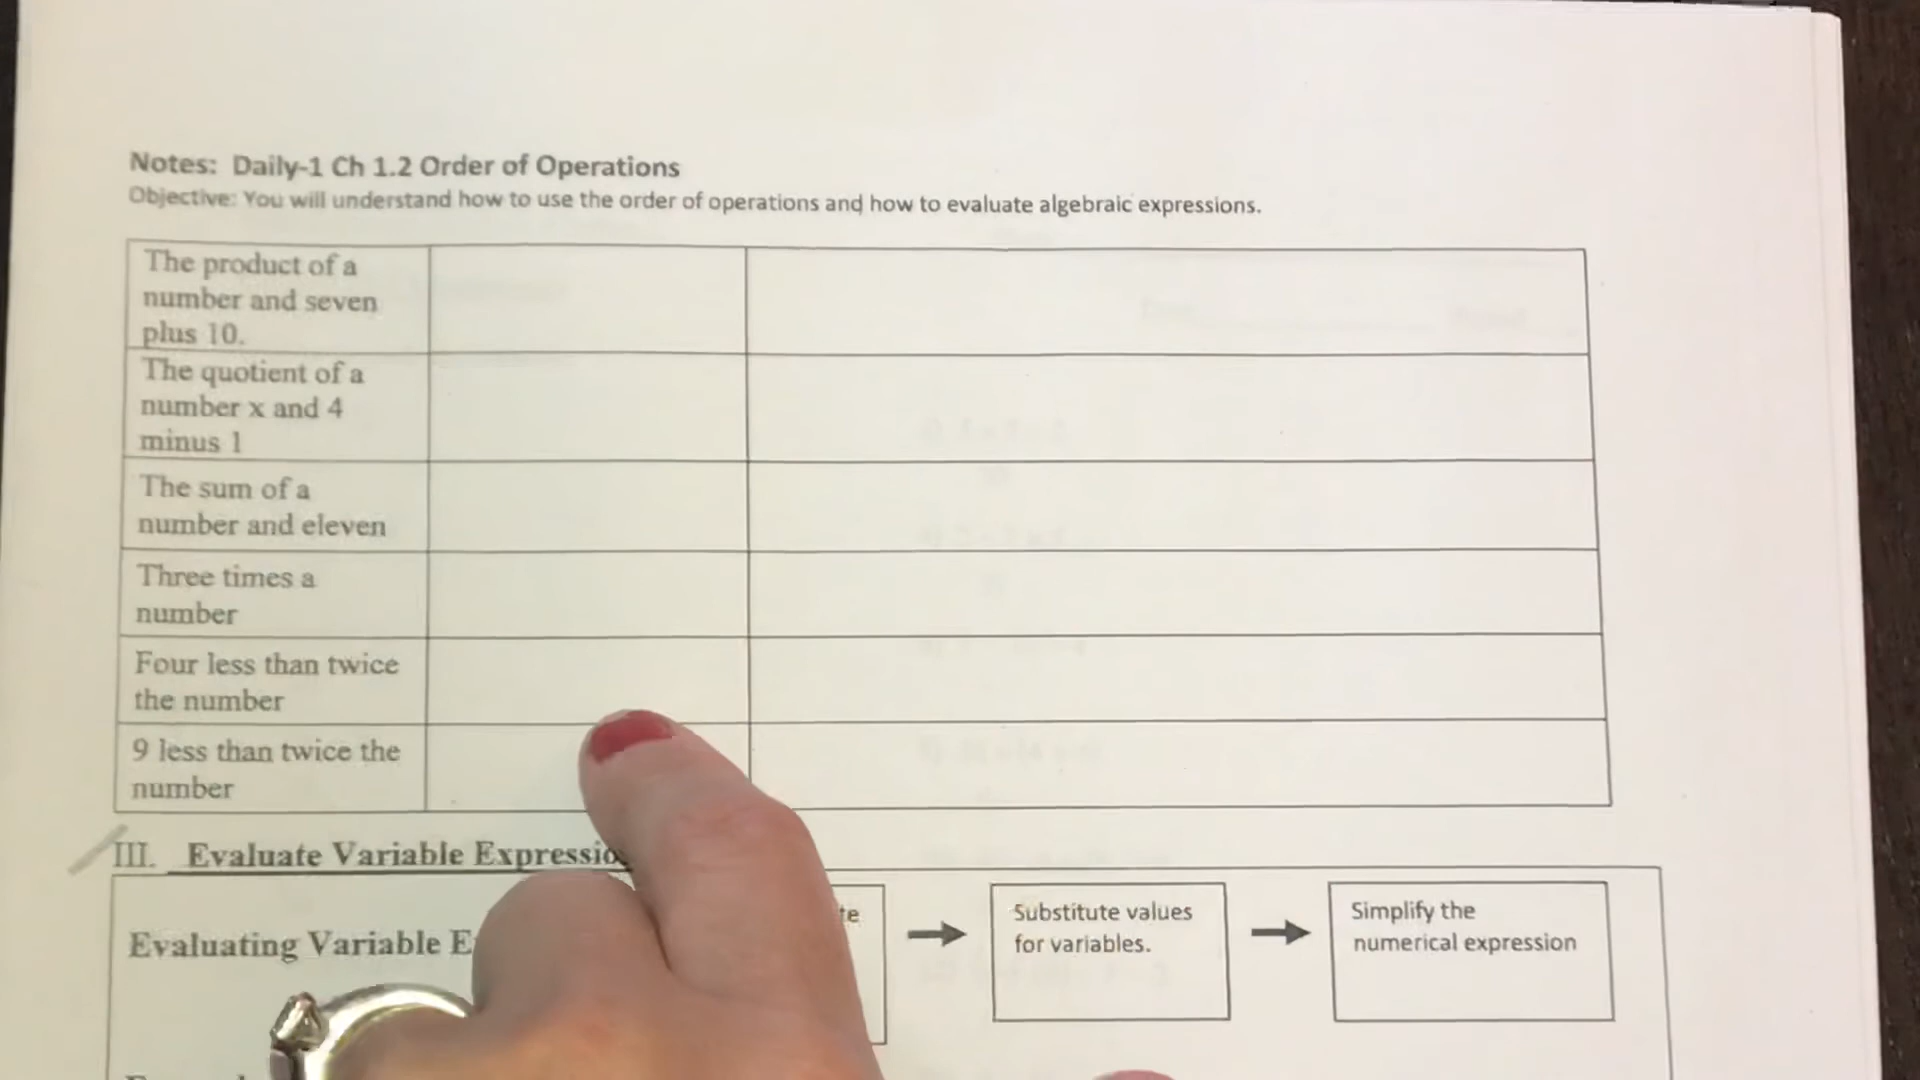 Notes: Daily-1 Ch 1.2 Order of Operations
Objective: You will understand how to use the order of operations and how to evaluate algebraic expressions.
The product of a
number and seven
plus 10.
The quotient of a
number x and 4
minus 1
The sum of a
number and eleven
Three times a
number
Four less than twice
the number
9 less than twice the
number
III. Evaluate Variable
Evaluating Variable
Substitute values
for variables.
Simplify the
numerical expression